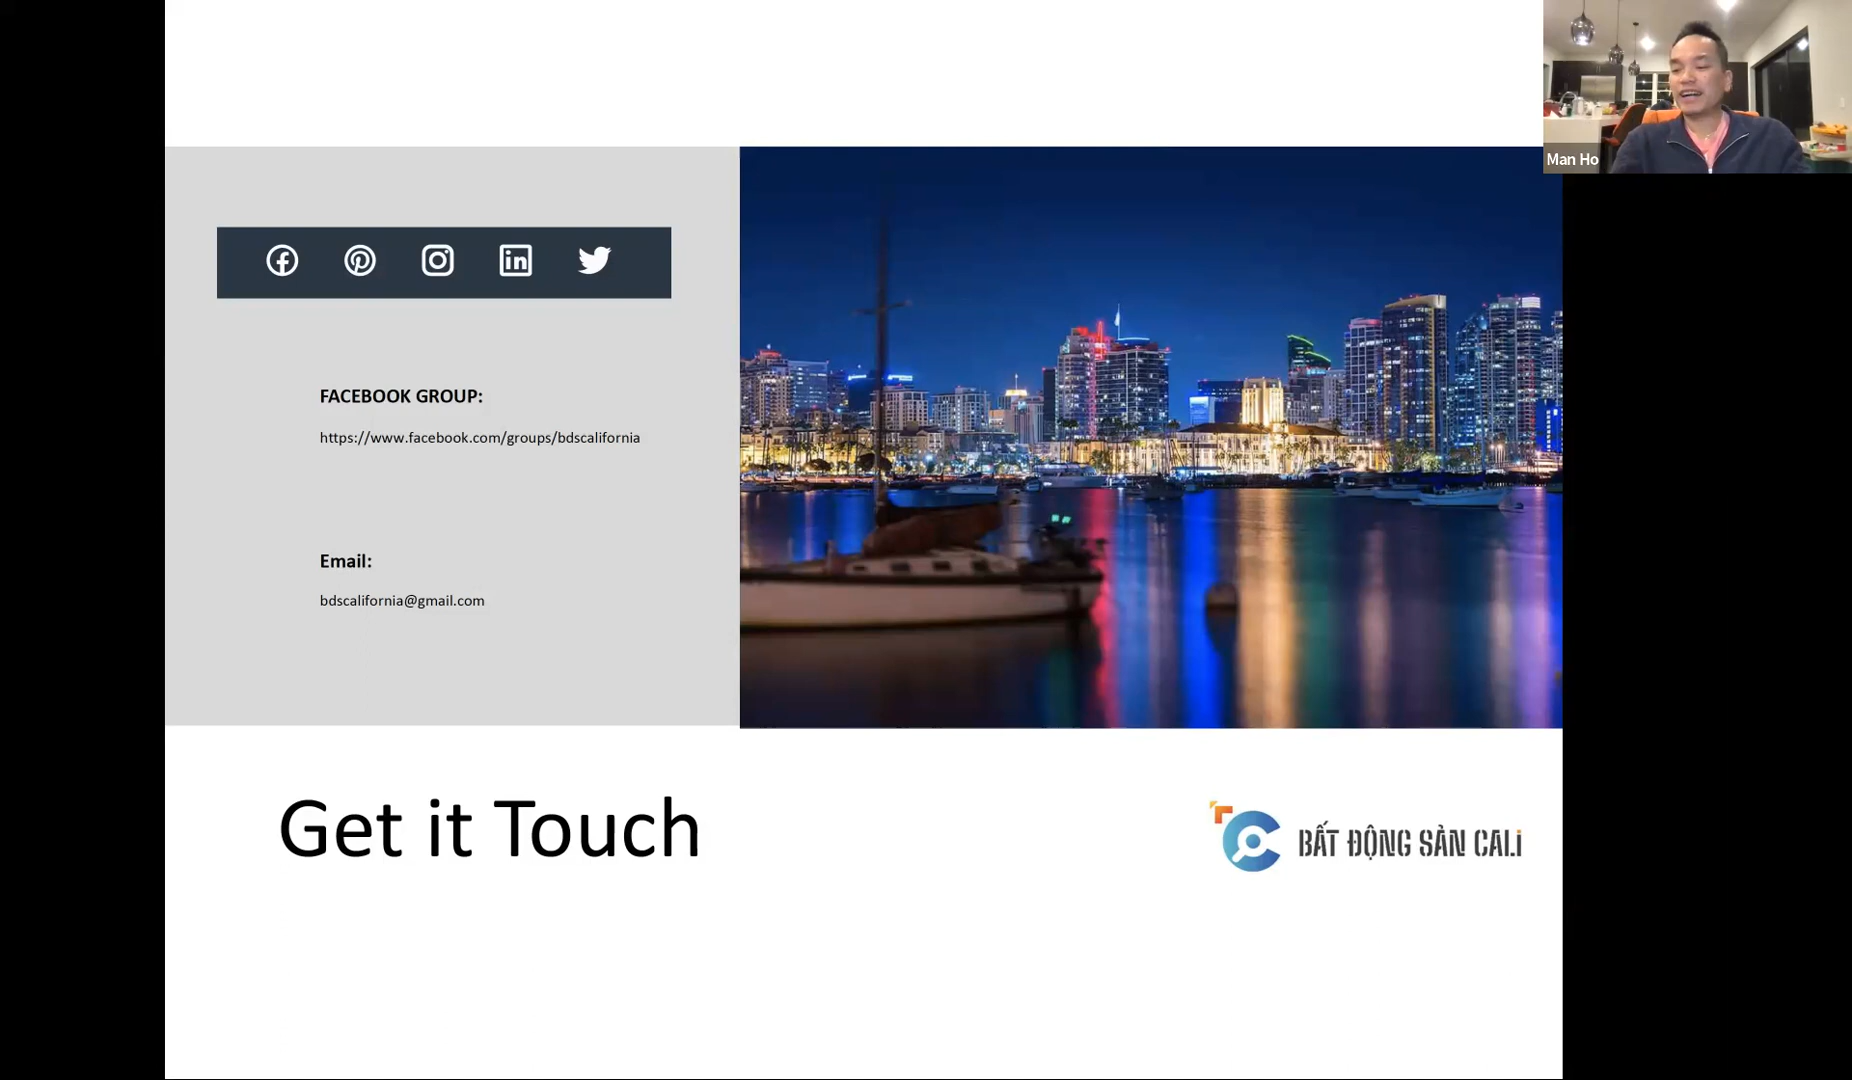 Man Ho
FACEBOOK GROUP:
https://www.facebook.com/groups/bdscalifornia
Email:
bdscalifornia@gmail.com
Get it Touch
BẤT ĐỘNG SẢN CALi